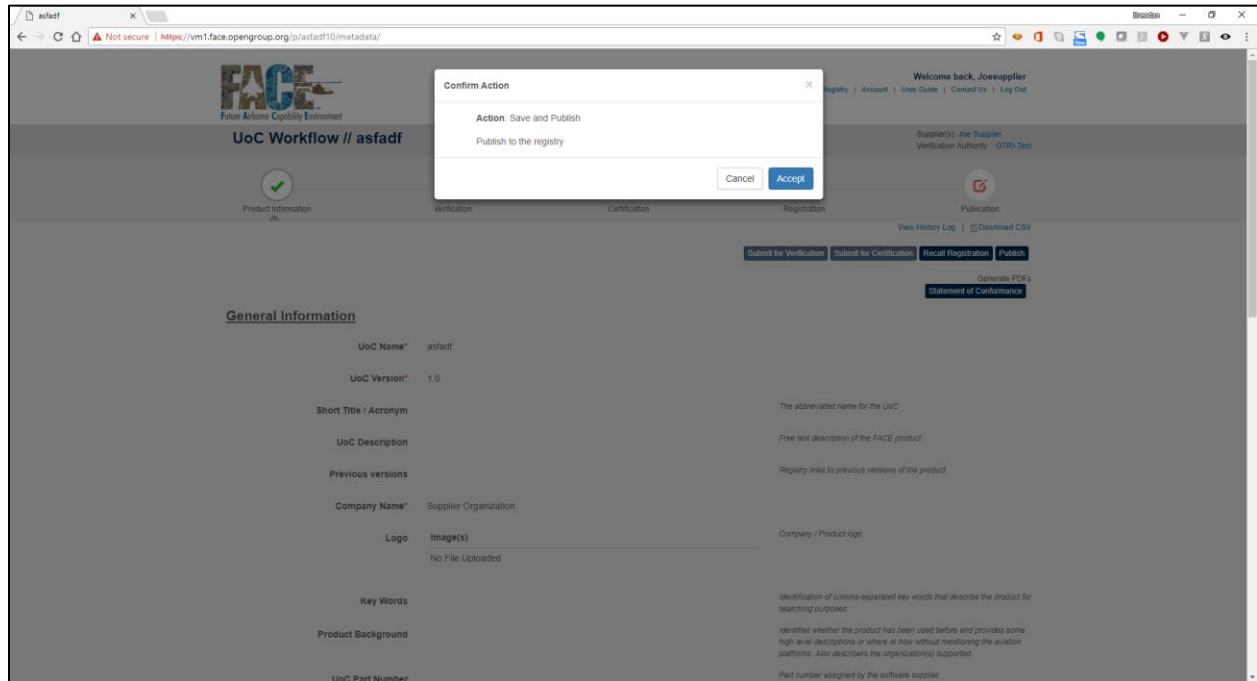 asfadf
Brandon
Not secure | https://vm1.face.opengroup.org/p/asfadf10/metadata/
FACE
Future Airborne Capability Environment
Welcome back, Joesupplier
Registry | Account | User Guide | Contact Us | Log Out
Confirm Action
Action: Save and Publish
Publish to the registry
Cancel
Accept
UoC Workflow // asfadf
Supplier(s): Joe Supplier
Verification Authority: GTRI-Test
Product Information
Verification
Certification
Registration
Publication
View History Log | Download CSV
Submit for Verification
Submit for Certification
Recall Registration
Publish
Generate PDFs
Statement of Conformance
General Information
UoC Name* asfadf
UoC Version* 1.0
Short Title / Acronym
The abbreviated name for the UoC
UoC Description
Free text description of the FACE product
Previous versions
Registry links to previous versions of the product
Company Name* Supplier Organization
Logo
Image(s)
Company / Product logo
No File Uploaded
Key Words
Identification of comma-separated key words that describe the product for
searching purposes.
Product Background
Identifies whether the product has been used before and provides some
high level descriptions or where or how without mentioning the aviation
platforms. Also describes the organization(s) supported.
UoC Part Number
Part number assigned by the software supplier.